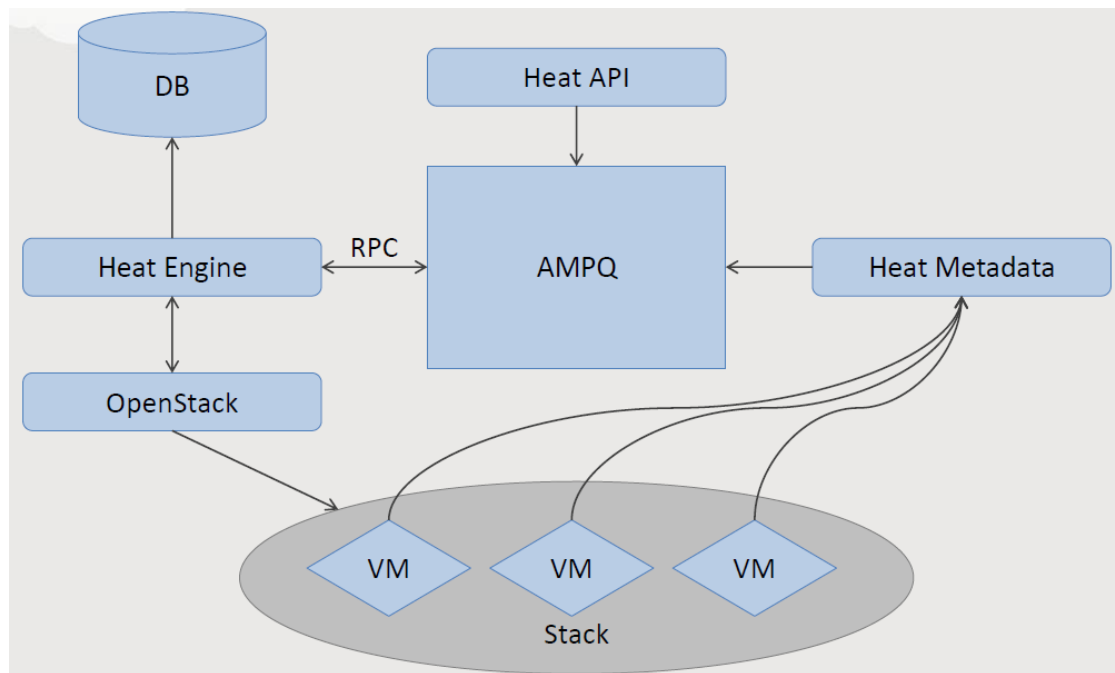 DB
Heat API
RPC
Heat Engine
AMPQ
Heat Metadata
OpenStack
VM
VM
VM
Stack